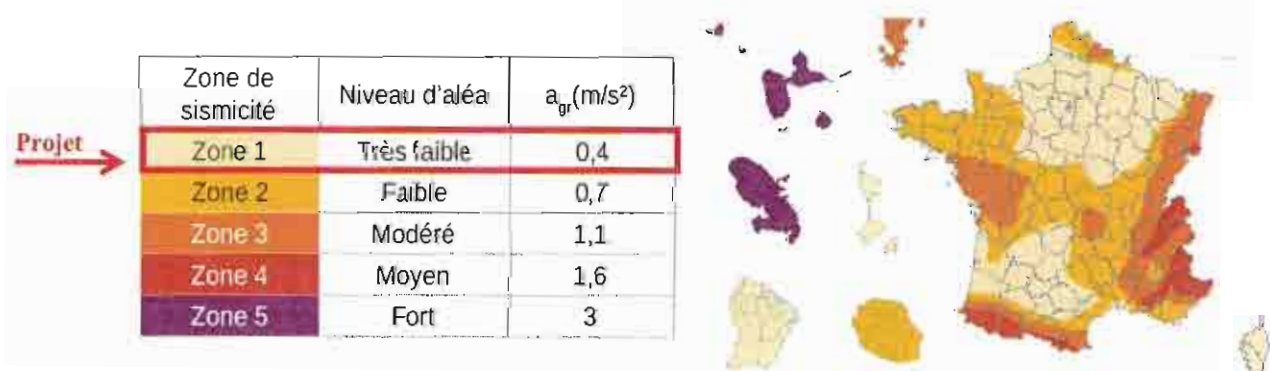 Zone de sismicité Niveau d'aléa a_gr(m/s²)
Projet
Zone 1 Très faible 0,4
Zone 2 Faible 0,7
Zone 3 Modéré 1,1
Zone 4 Moyen 1,6
Zone 5 Fort 3